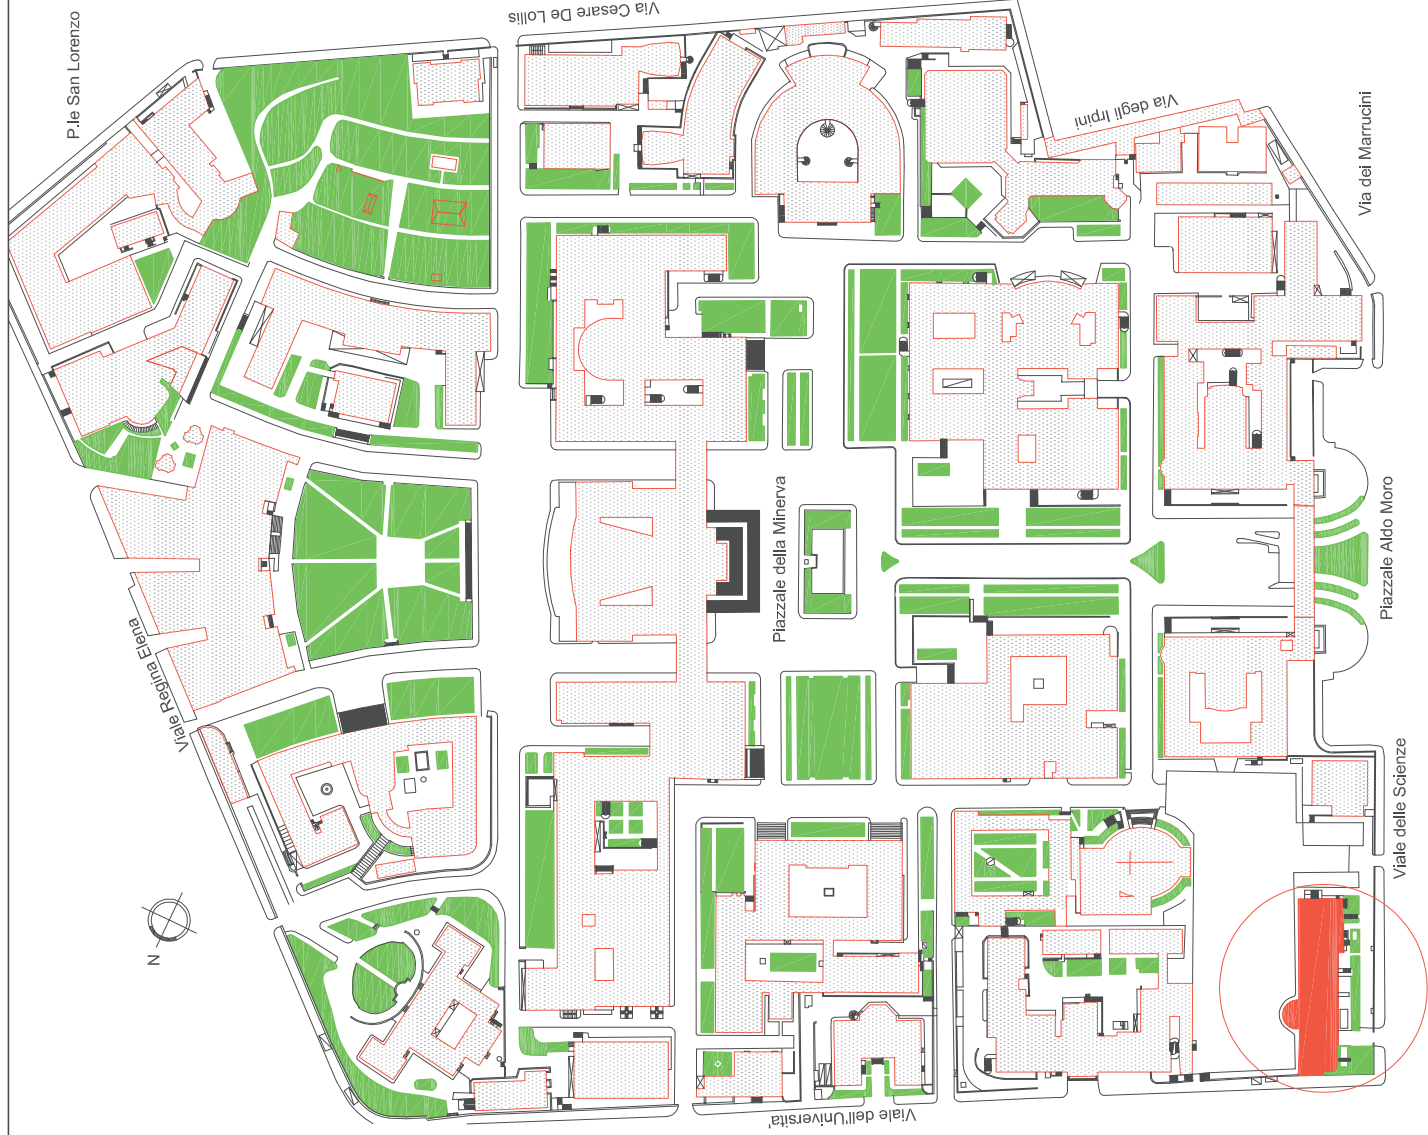 Via Cesare De Lollis
P.le San Lorenzo
Via degli Irpini
Via dei Marrucini
Piazzale della Minerva
Piazzale Aldo Moro
Viale Regina Elena
Viale delle Scienze
N
Viale dell'Universita'